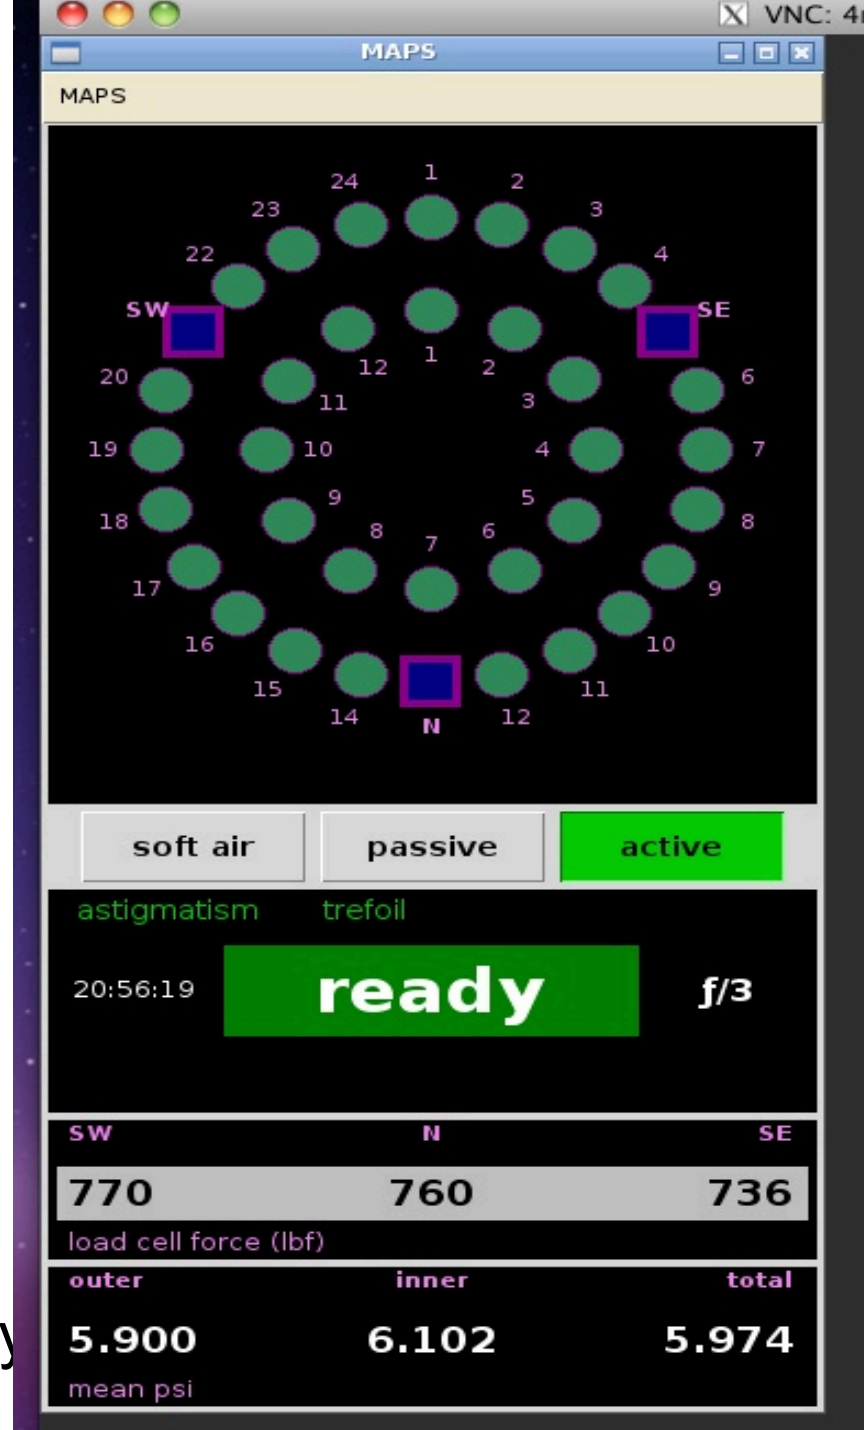 VNC: 4
MAPS
MAPS
1
24 2
23 3
22 4
SW SE
12 1 2
20 11 3 6
19 10 4 7
18 9 5 8
8 7 6
17 9
16 10
15 11
14 12
N
soft air passive active
astigmatism trefoil
20:56:19 ready ƒ/3
SW N SE
770 760 736
load cell force (lbf)
outer inner total
y
5.900 6.102 5.974
mean psi